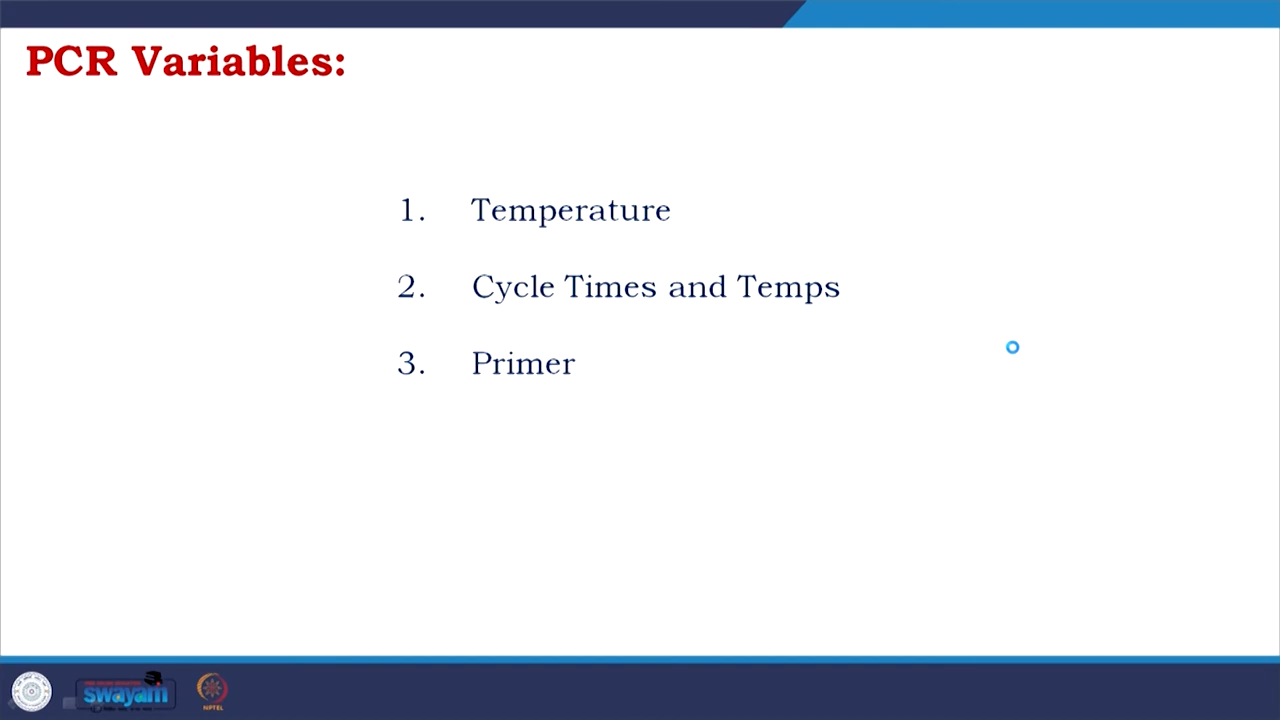 PCR Variables:
1. Temperature
2. Cycle Times and Temps
3. Primer
swayam
NPTEL